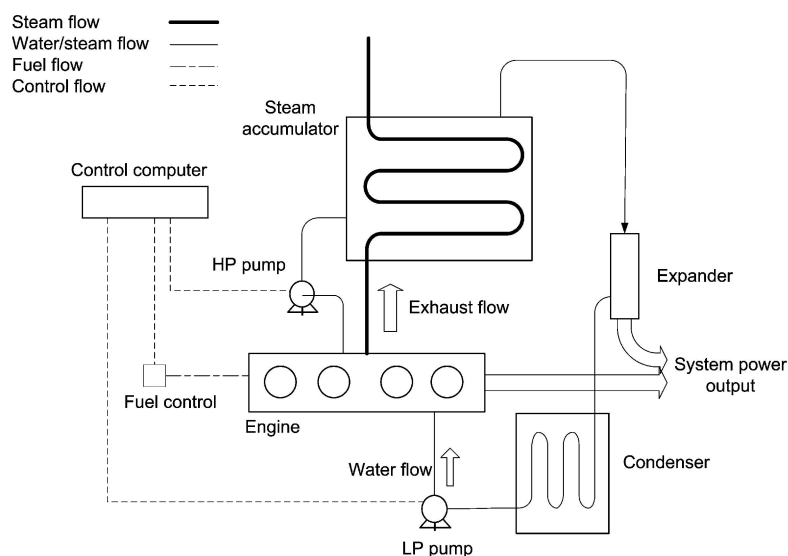 Steam flow
Water/steam flow
Fuel flow
Control flow
Steam
accumulator
Control computer
HP pump
Exhaust flow
Expander
System power
output
Fuel control
Engine
Water flow
Condenser
LP pump